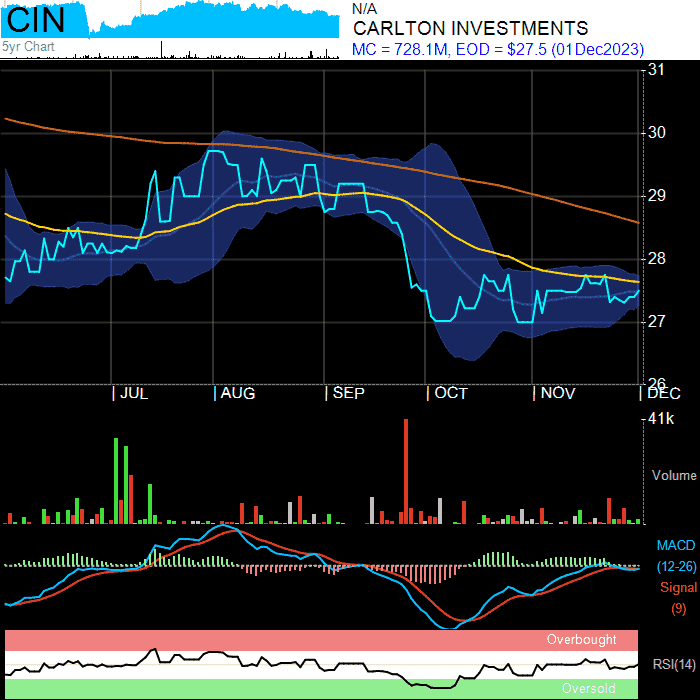 CIN
5yr Chart
N/A
CARLTON INVESTMENTS
MC = 728.1M, EOD = $27.5 (01Dec2023)
31
30
29
28
27
26
JUL AUG SEP OCT NOV DEC
41k
Volume
MACD
(12-26)
Signal
(9)
Overbought
RSI(14)
Oversold